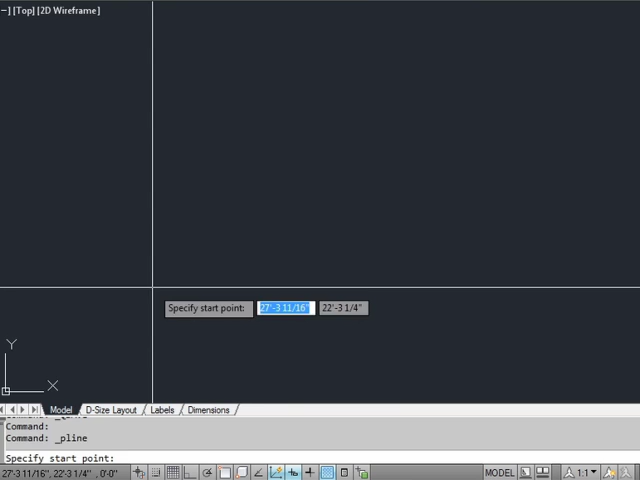 −] [Top] [2D Wireframe]
Specify start point: 27'-3 11/16" 22'-3 1/4"
Y
X
Model D-Size Layout Labels Dimensions
Command:
Command: _pline
Specify start point:
27'-3 11/16", 22'-3 1/4" , 0'-0" MODEL 1:1